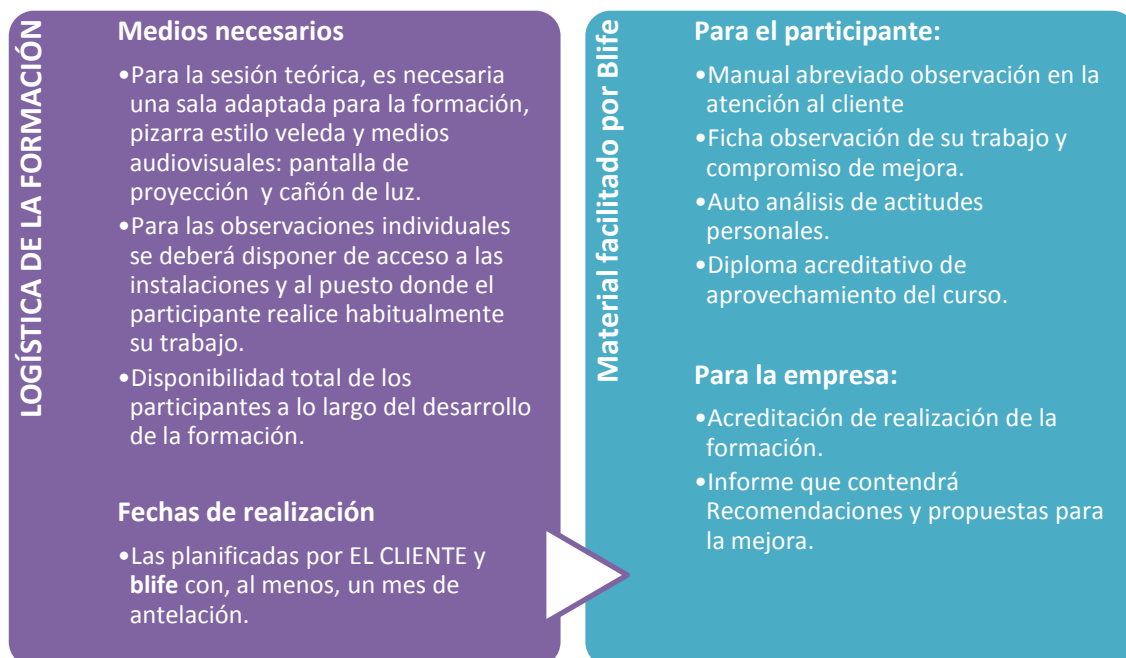 LOGÍSTICA DE LA FORMACIÓN
Medios necesarios
•Para la sesión teórica, es necesaria
una sala adaptada para la formación,
pizarra estilo veleda y medios
audiovisuales: pantalla de
proyección y cañón de luz.
•Para las observaciones individuales
se deberá disponer de acceso a las
instalaciones y al puesto donde el
participante realice habitualmente
su trabajo.
•Disponibilidad total de los
participantes a lo largo del desarrollo
de la formación.
Fechas de realización
•Las planificadas por EL CLIENTE y
blife con, al menos, un mes de
antelación.
Material facilitado por Blife
Para el participante:
•Manual abreviado observación en la
atención al cliente
•Ficha observación de su trabajo y
compromiso de mejora.
•Auto análisis de actitudes
personales.
•Diploma acreditativo de
aprovechamiento del curso.
Para la empresa:
•Acreditación de realización de la
formación.
•Informe que contendrá
Recomendaciones y propuestas para
la mejora.